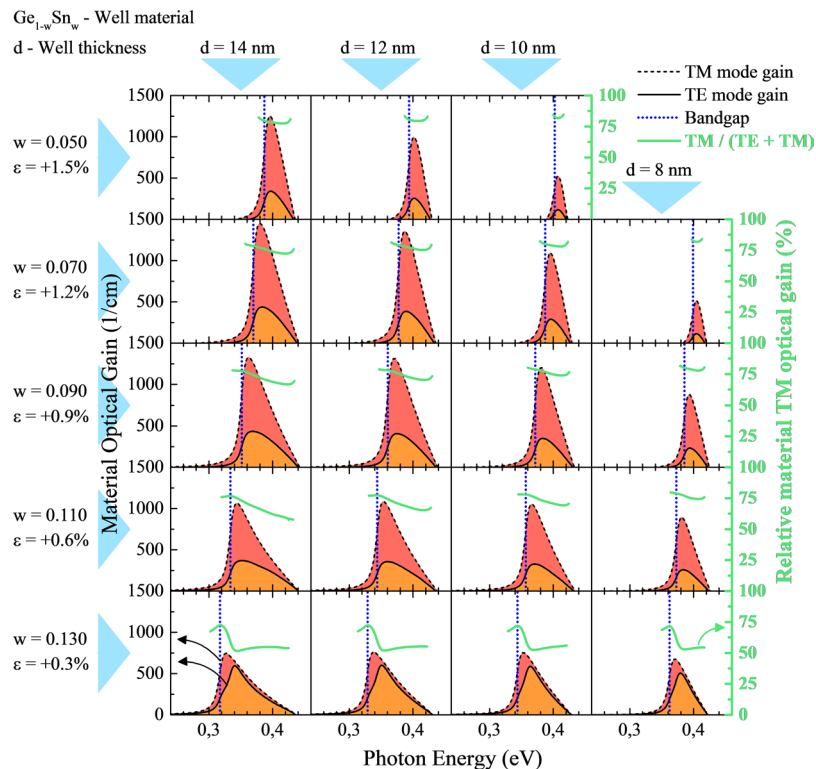 Ge1-wSnw - Well material
d - Well thickness
d = 14 nm
d = 12 nm
d = 10 nm
TM mode gain
TE mode gain
Bandgap
TM / (TE + TM)
d = 8 nm
w = 0.050
ε = +1.5%
w = 0.070
ε = +1.2%
w = 0.090
ε = +0.9%
w = 0.110
ε = +0.6%
w = 0.130
ε = +0.3%
Material Optical Gain (1/cm)
1500
1000
500
1500
1000
500
1500
1000
500
1500
1000
500
1500
1250
1000
750
500
250
0
100
75
50
25
0
100
75
50
25
100
75
50
25
100
75
50
25
100
75
50
25
0
Relative material TM optical gain (%)
0,3
0,4
0,3
0,4
0,3
0,4
0,3
0,4
Photon Energy (eV)